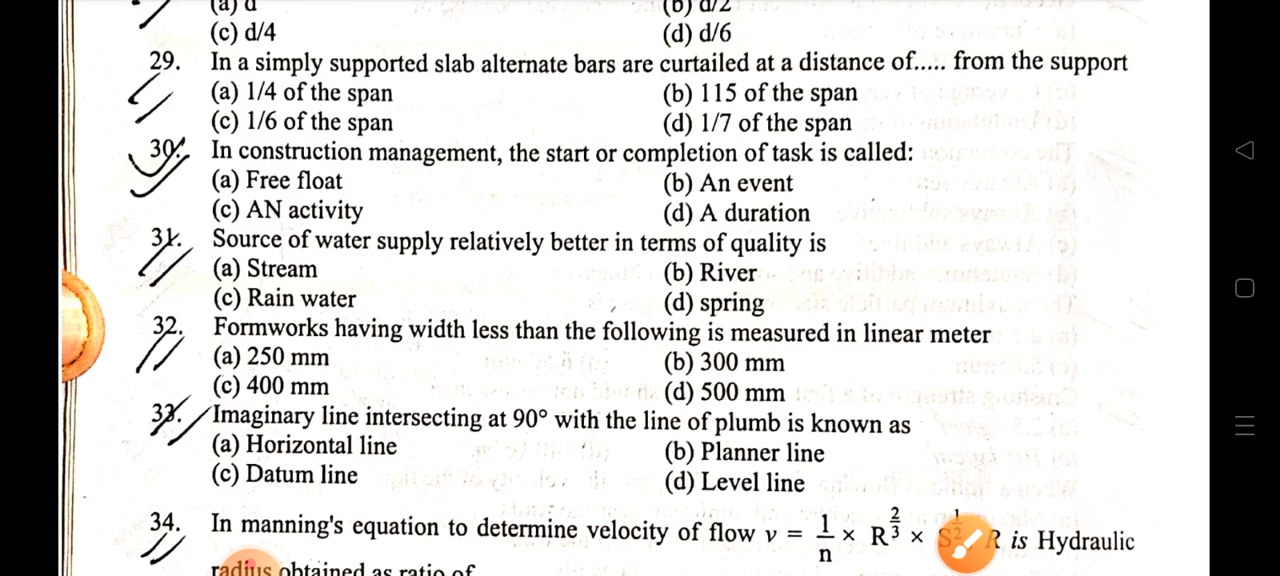 (a) d (b) d/2
(c) d/4 (d) d/6
29. In a simply supported slab alternate bars are curtailed at a distance of..... from the support
(a) 1/4 of the span (b) 115 of the span
(c) 1/6 of the span (d) 1/7 of the span
30. In construction management, the start or completion of task is called:
(a) Free float (b) An event
(c) AN activity (d) A duration
31. Source of water supply relatively better in terms of quality is
(a) Stream (b) River
(c) Rain water (d) spring
32. Formworks having width less than the following is measured in linear meter
(a) 250 mm (b) 300 mm
(c) 400 mm (d) 500 mm
33. Imaginary line intersecting at 90° with the line of plumb is known as
(a) Horizontal line (b) Planner line
(c) Datum line (d) Level line
34. In manning's equation to determine velocity of flow v = 1/n × R^2/3 × S^1/2 R is Hydraulic
radius obtained as ratio of